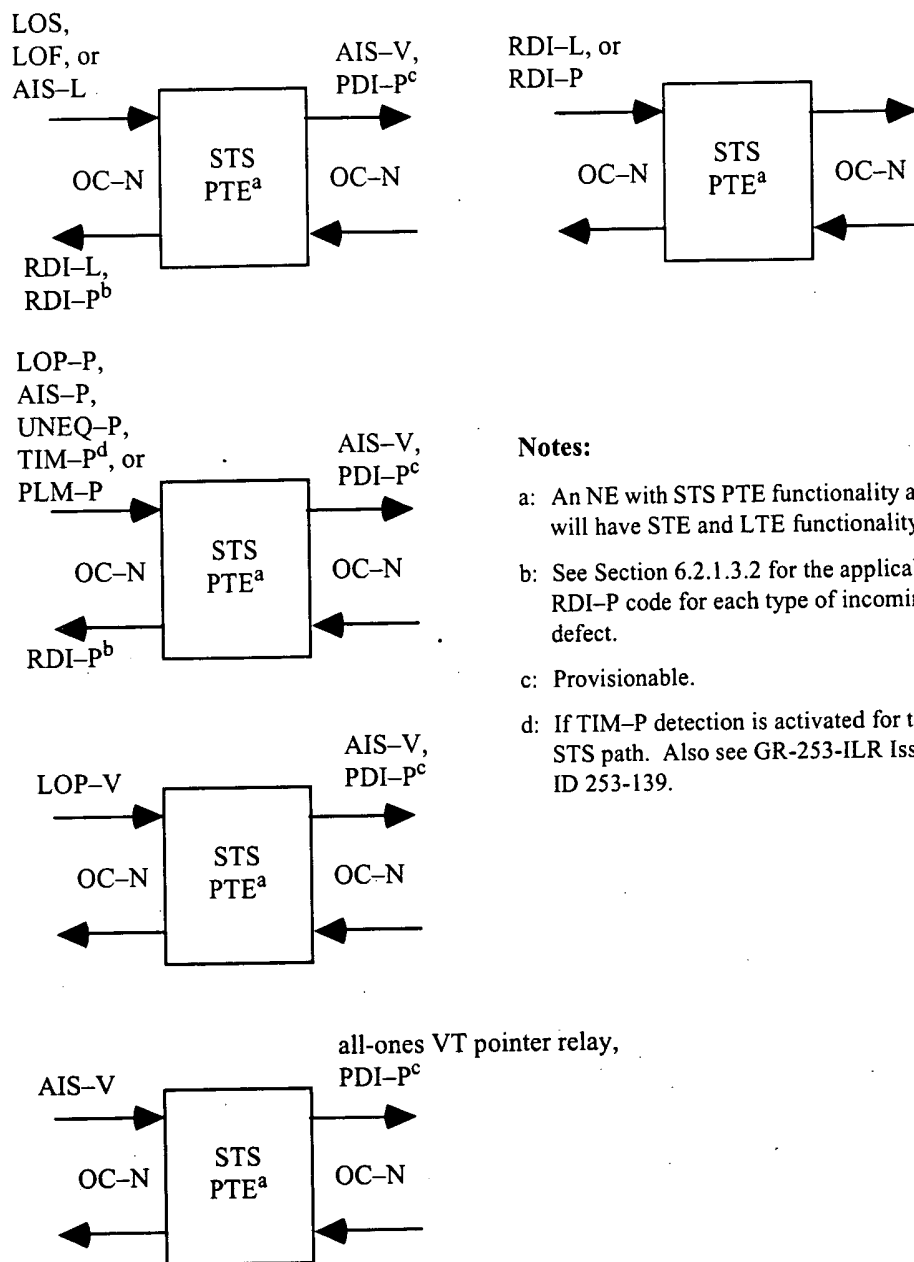 LOS,
LOF, or
AIS–L
AIS–V,
PDI–Pc
OC–N
STS
PTEa
OC–N
RDI–L,
RDI–Pb
RDI–L, or
RDI–P
OC–N
STS
PTEa
OC–N
LOP–P,
AIS–P,
UNEQ–P,
TIM–Pd, or
PLM–P
AIS–V,
PDI–Pc
OC–N
STS
PTEa
OC–N
RDI–Pb
Notes:
a: An NE with STS PTE functionality
will have STE and LTE functionality
b: See Section 6.2.1.3.2 for the
RDI–P code for each type of
defect.
c: Provisionable.
d: If TIM–P detection is activated for
STS path. Also see GR-253-ILR
ID 253-139.
LOP–V
AIS–V,
PDI–Pc
OC–N
STS
PTEa
OC–N
AIS–V
all-ones VT pointer relay,
PDI–Pc
OC–N
STS
PTEa
OC–N